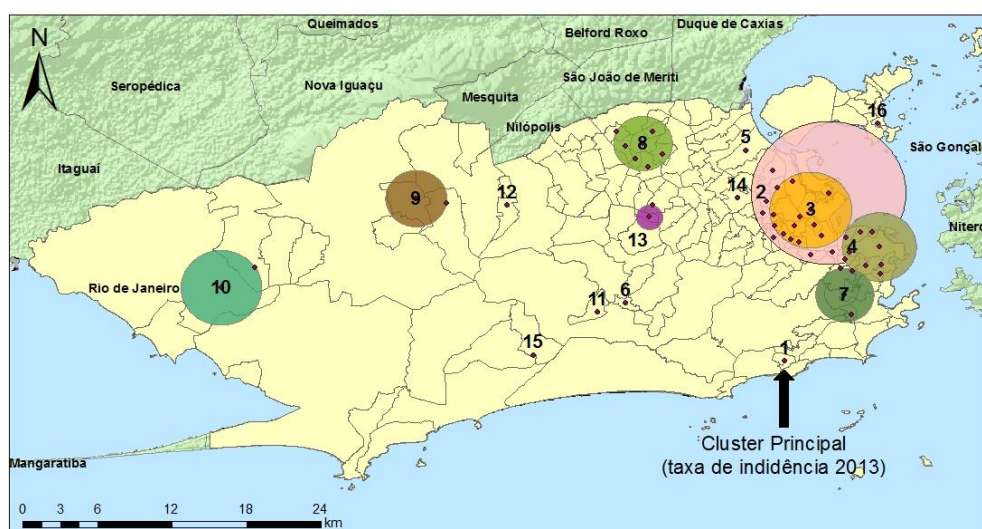 Queimados
Duque de Caxias
Belford Roxo
N
São João de Meriti
Seropédica
Nova Iguaçu
Mesquita
16
Nilópolis
5
São Gonçal
8
Itaguaí
9
12
14
2
3
13
4
Niteró
Rio de Janeiro
10
7
11
6
15
1
Cluster Principal
(taxa de indidência 2013)
Mangaratiba
0
3
6
12
18
24
km